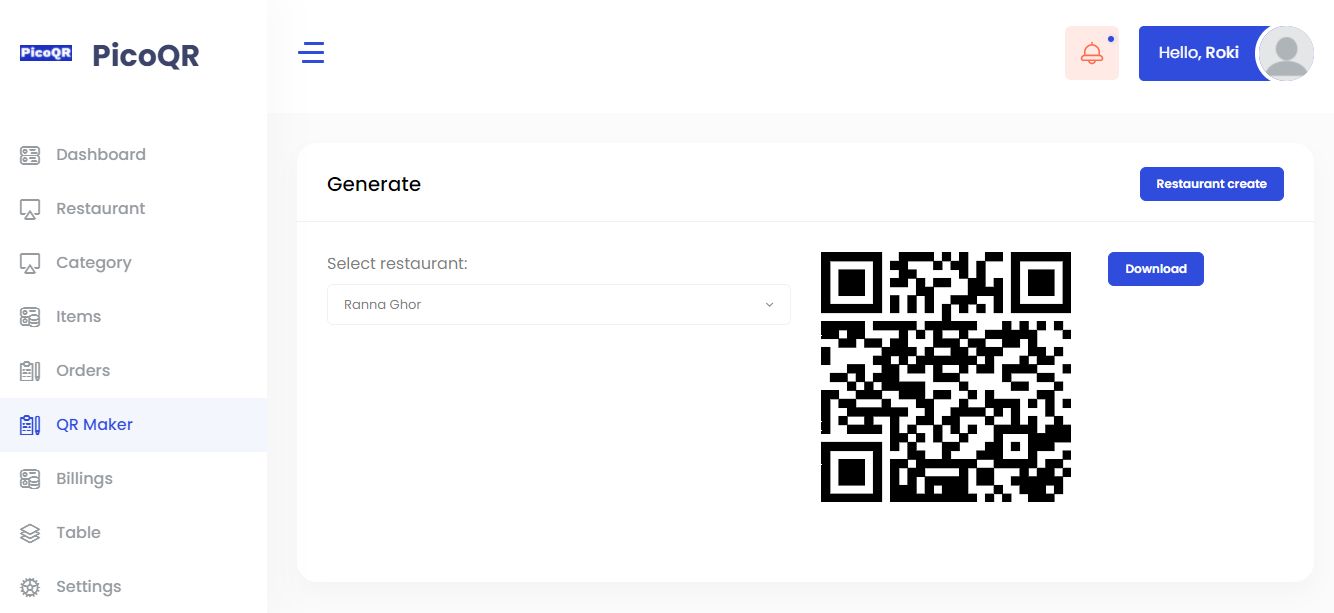 PicoQR
PicoQR
Hello, Roki
Dashboard
Restaurant
Category
Items
Orders
QR Maker
Billings
Table
Settings
Generate
Restaurant create
Select restaurant:
Ranna Ghor
Download